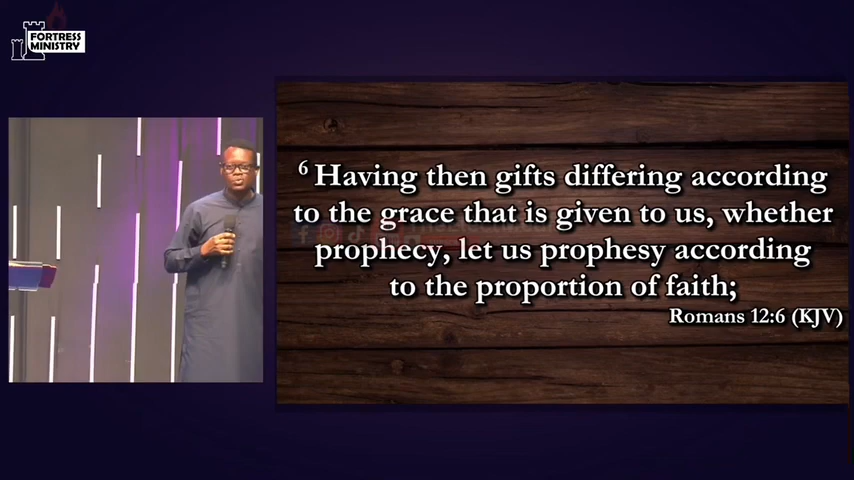 FORTRESS
MINISTRY
6 Having then gifts differing according
to the grace that is given to us, whether
prophecy, let us prophesy according
to the proportion of faith;
Romans 12:6 (KJV)